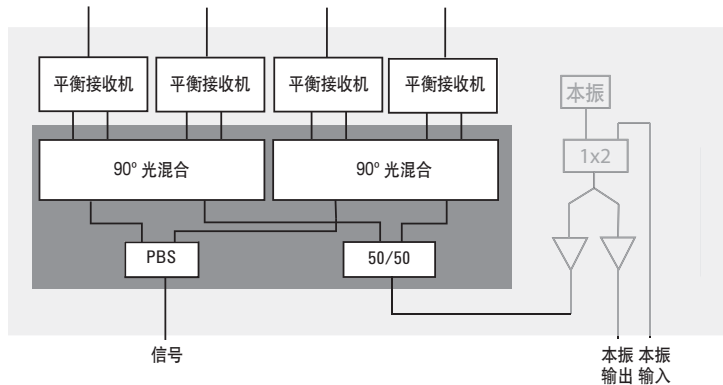 平衡接收机 平衡接收机 平衡接收机 平衡接收机
本振
1x2
90° 光混合 90° 光混合
PBS 50/50
信号
本振 本振
输出 输入